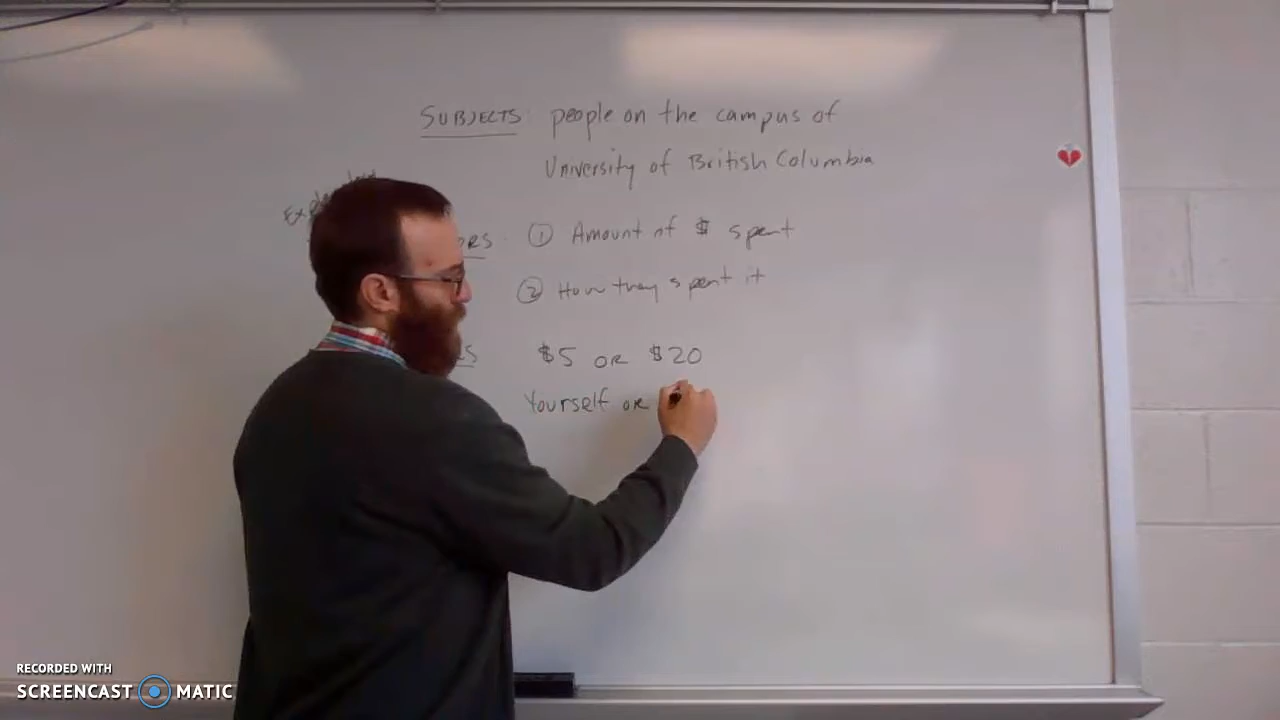 SUBJECTS: people on the campus of
University of British Columbia
ORS: ① Amount of $ spent
② How they spent it
$5 OR $20
Yourself OR
RECORDED WITH
SCREENCAST MATIC